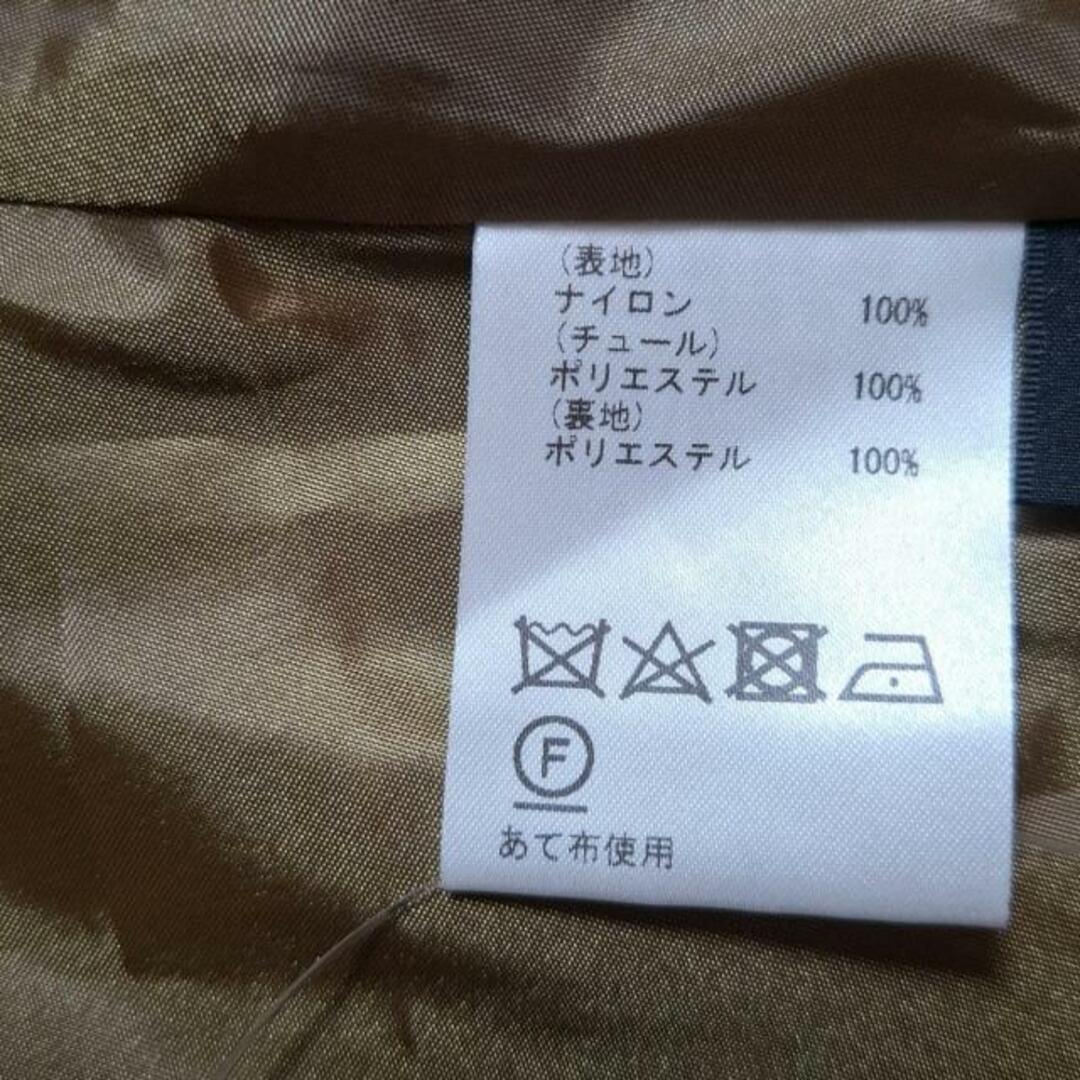 (表地)
ナイロン 100%
(チュール)
ポリエステル 100%
(裏地)
ポリエステル 100%
F
あて布使用